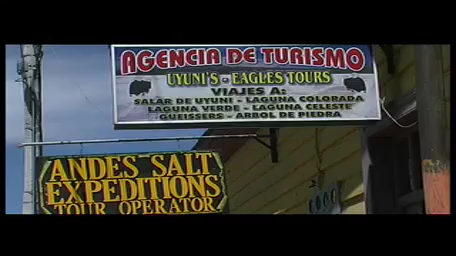 AGENCIA DE TURISMO
UYUNI'S - EAGLES TOURS
VIAJES A:
SALAR DE UYUNI - LAGUNA COLORADA
LAGUNA VERDE - LAGUNA CELESTE
GUEISSERS - ARBOL DE PIEDRA
ANDES SALT
EXPEDITIONS
TOUR OPERATOR